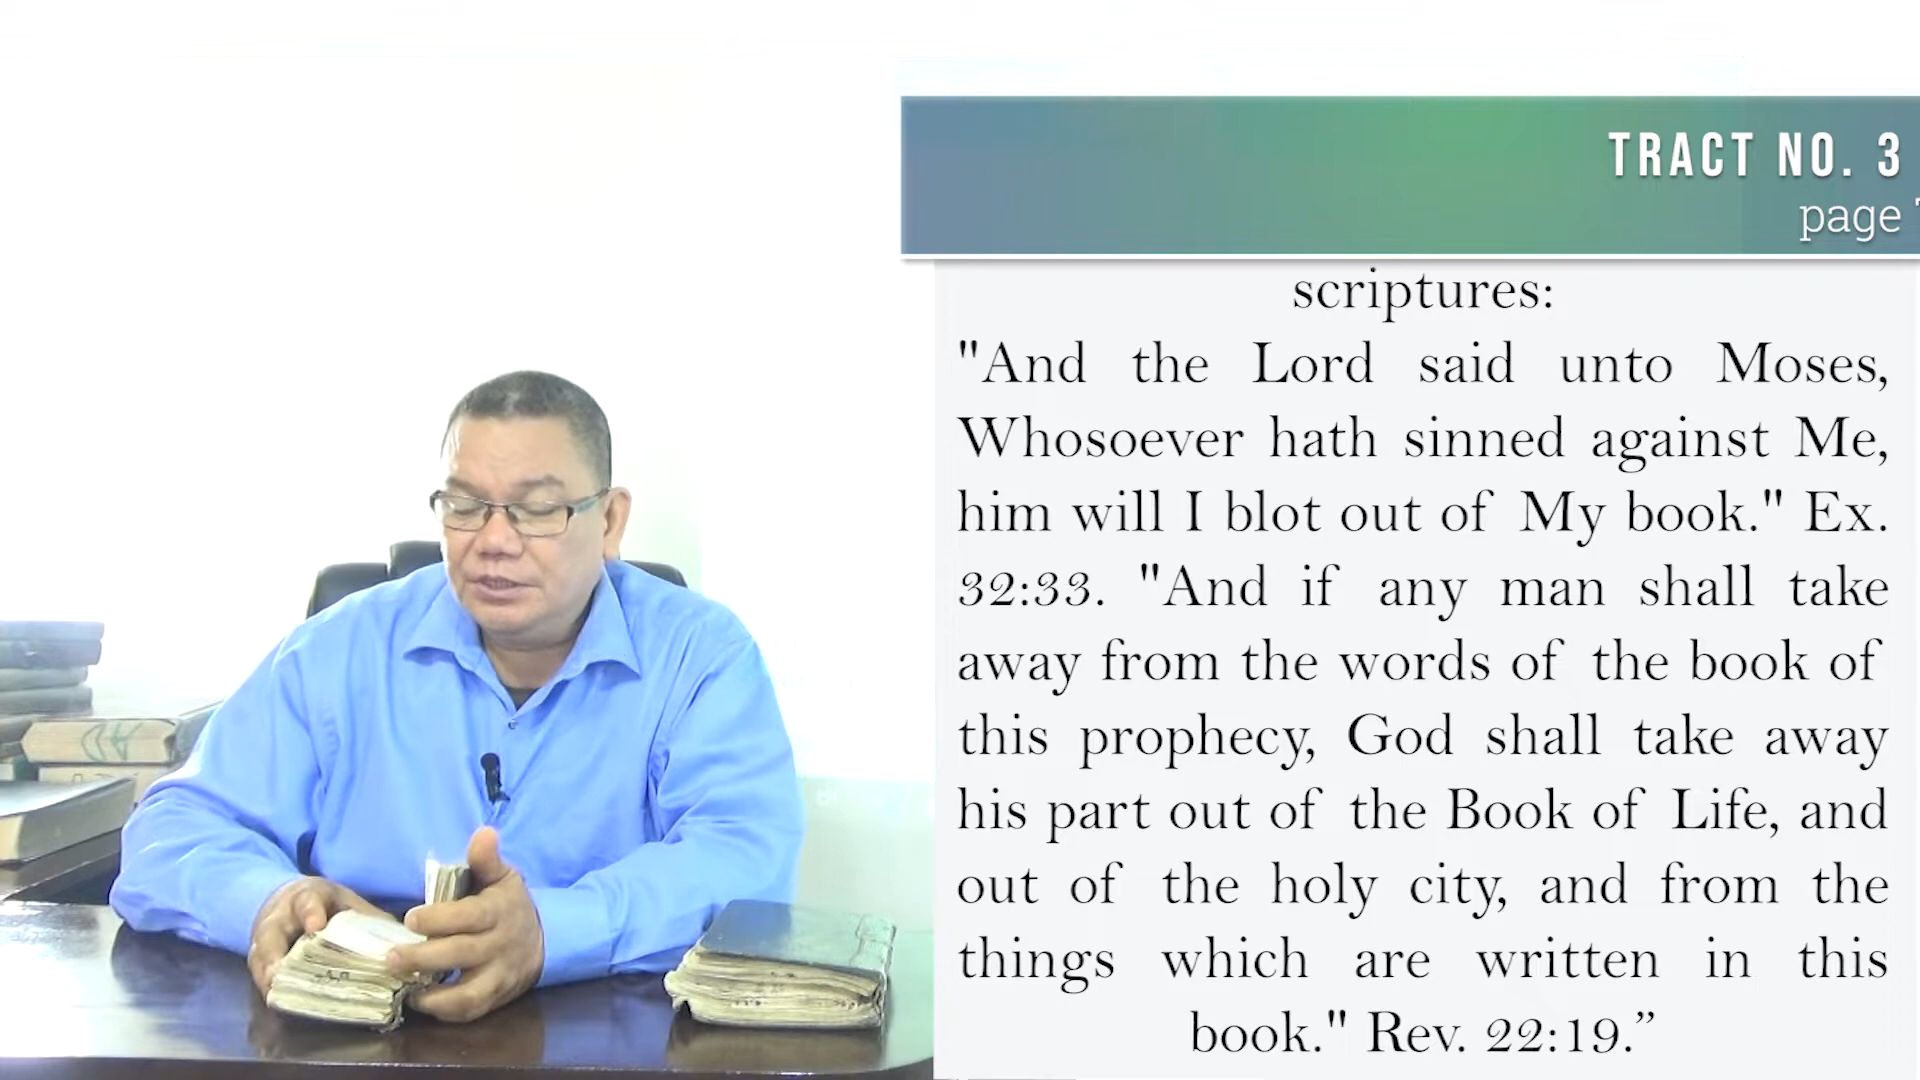 TRACT NO. 3
page
scriptures:
"And the Lord said unto Moses,
Whosoever hath sinned against Me,
him will I blot out of My book." Ex.
32:33. "And if any man shall take
away from the words of the book of
this prophecy, God shall take away
his part out of the Book of Life, and
out of the holy city, and from the
things which are written in this
book." Rev. 22:19.”